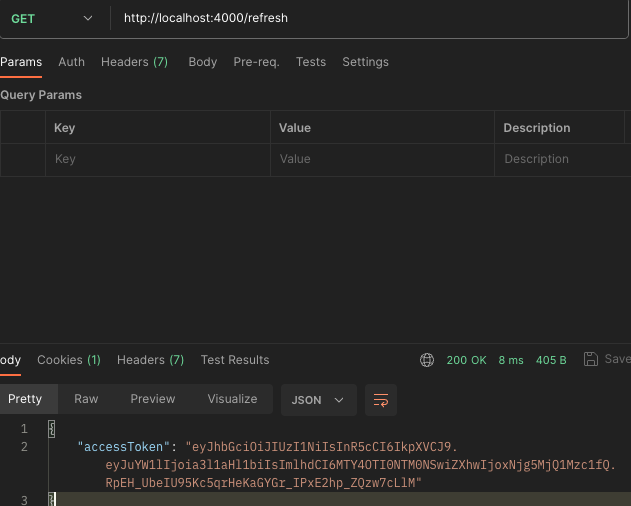 GET http://localhost:4000/refresh
Params Auth Headers (7) Body Pre-req. Tests Settings
Query Params
Key Value Description
Key Value Description
ody Cookies (1) Headers (7) Test Results 200 OK 8 ms 405 B Save
Pretty Raw Preview Visualize JSON
1 {
2 "accessToken": "eyJhbGciOiJIUzI1NiIsInR5cCI6IkpXVCJ9.
eyJuYW1lIjoia3l1aHl1biIsImlhdCI6MTY4OTI0NTM0NSwiZXhwIjoxNjg5MjQ1Mzc1fQ.
RpEH_UbeIU95Kc5qrHeKaGYGr_IPxE2hp_ZQzw7cLlM"
3 }